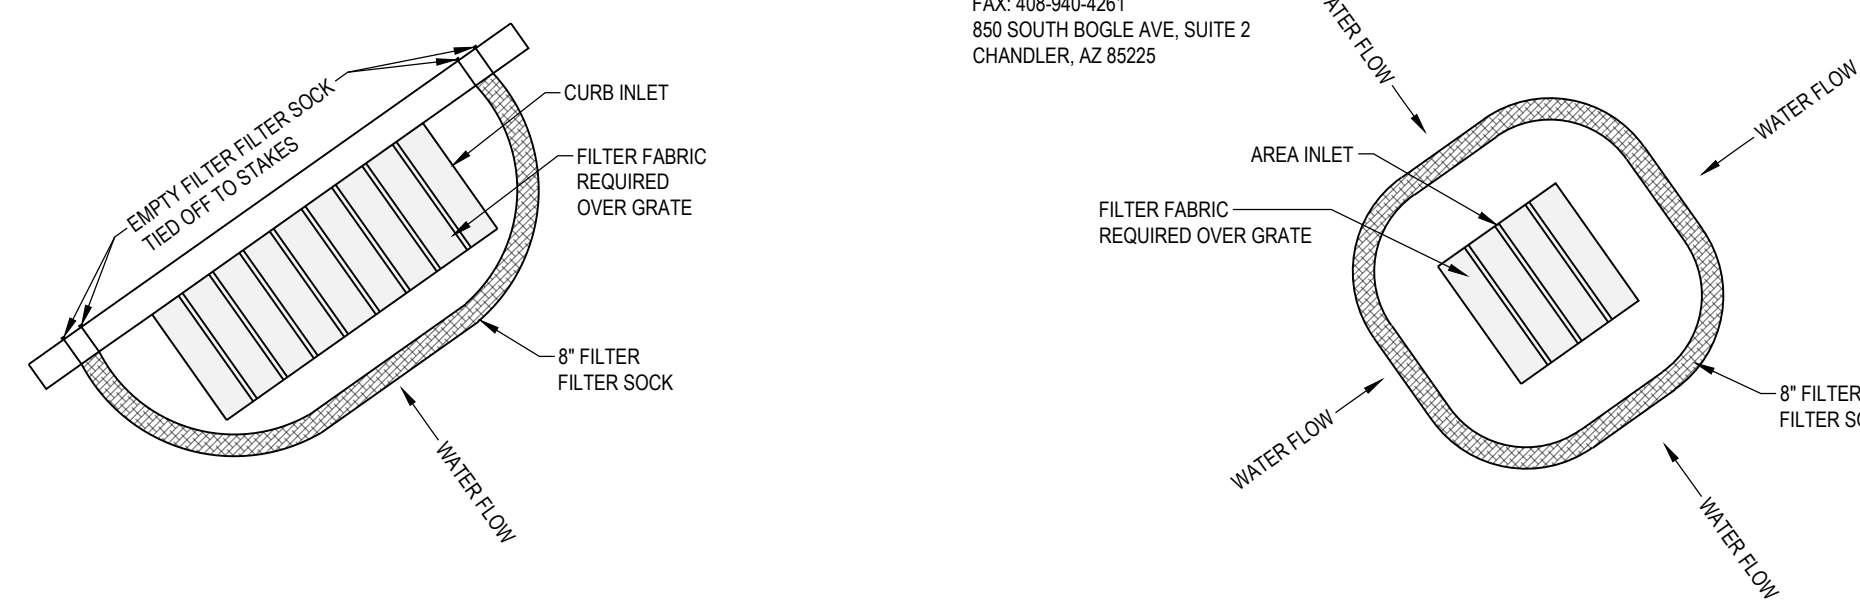 EMPTY FILTER FILTER SOCK
TIED OFF TO STAKES
CURB INLET
FILTER FABRIC
REQUIRED
OVER GRATE
8" FILTER
FILTER SOCK
WATER FLOW
FAX: 408-940-4261
850 SOUTH BOGLE AVE, SUITE 2
CHANDLER, AZ 85225
FLOW
WATER FLOW
AREA INLET
FILTER FABRIC
REQUIRED OVER GRATE
8" FILTER
FILTER
WATER FLOW
WATER FLOW